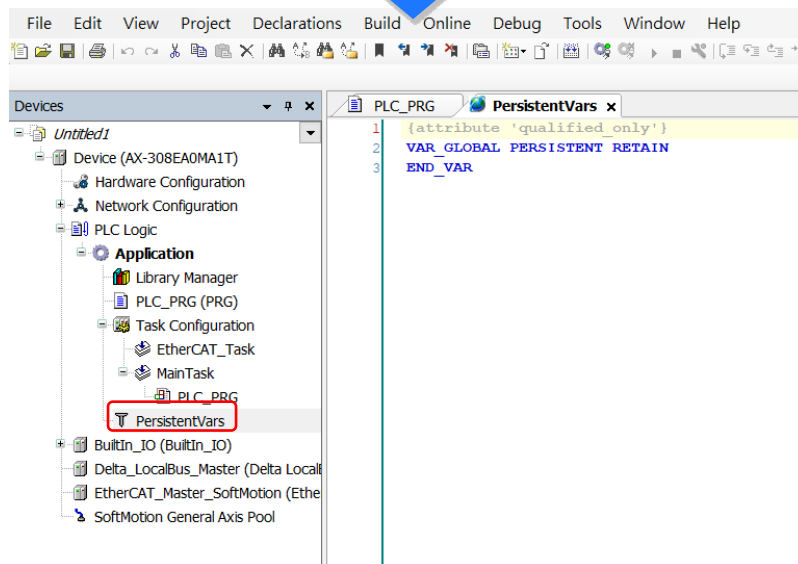 File Edit View Project Declarations Build Online Debug Tools Window Help
Devices
PLC_PRG PersistentVars
Untitled1
Device (AX-308EA0MA1T)
Hardware Configuration
Network Configuration
PLC Logic
Application
Library Manager
PLC_PRG (PRG)
Task Configuration
EtherCAT_Task
MainTask
PLC_PRG
PersistentVars
BuiltIn_IO (BuiltIn_IO)
Delta_LocalBus_Master (Delta Local
EtherCAT_Master_SoftMotion (Ethe
SoftMotion General Axis Pool
1 {attribute 'qualified_only'}
2 VAR_GLOBAL PERSISTENT RETAIN
3 END_VAR